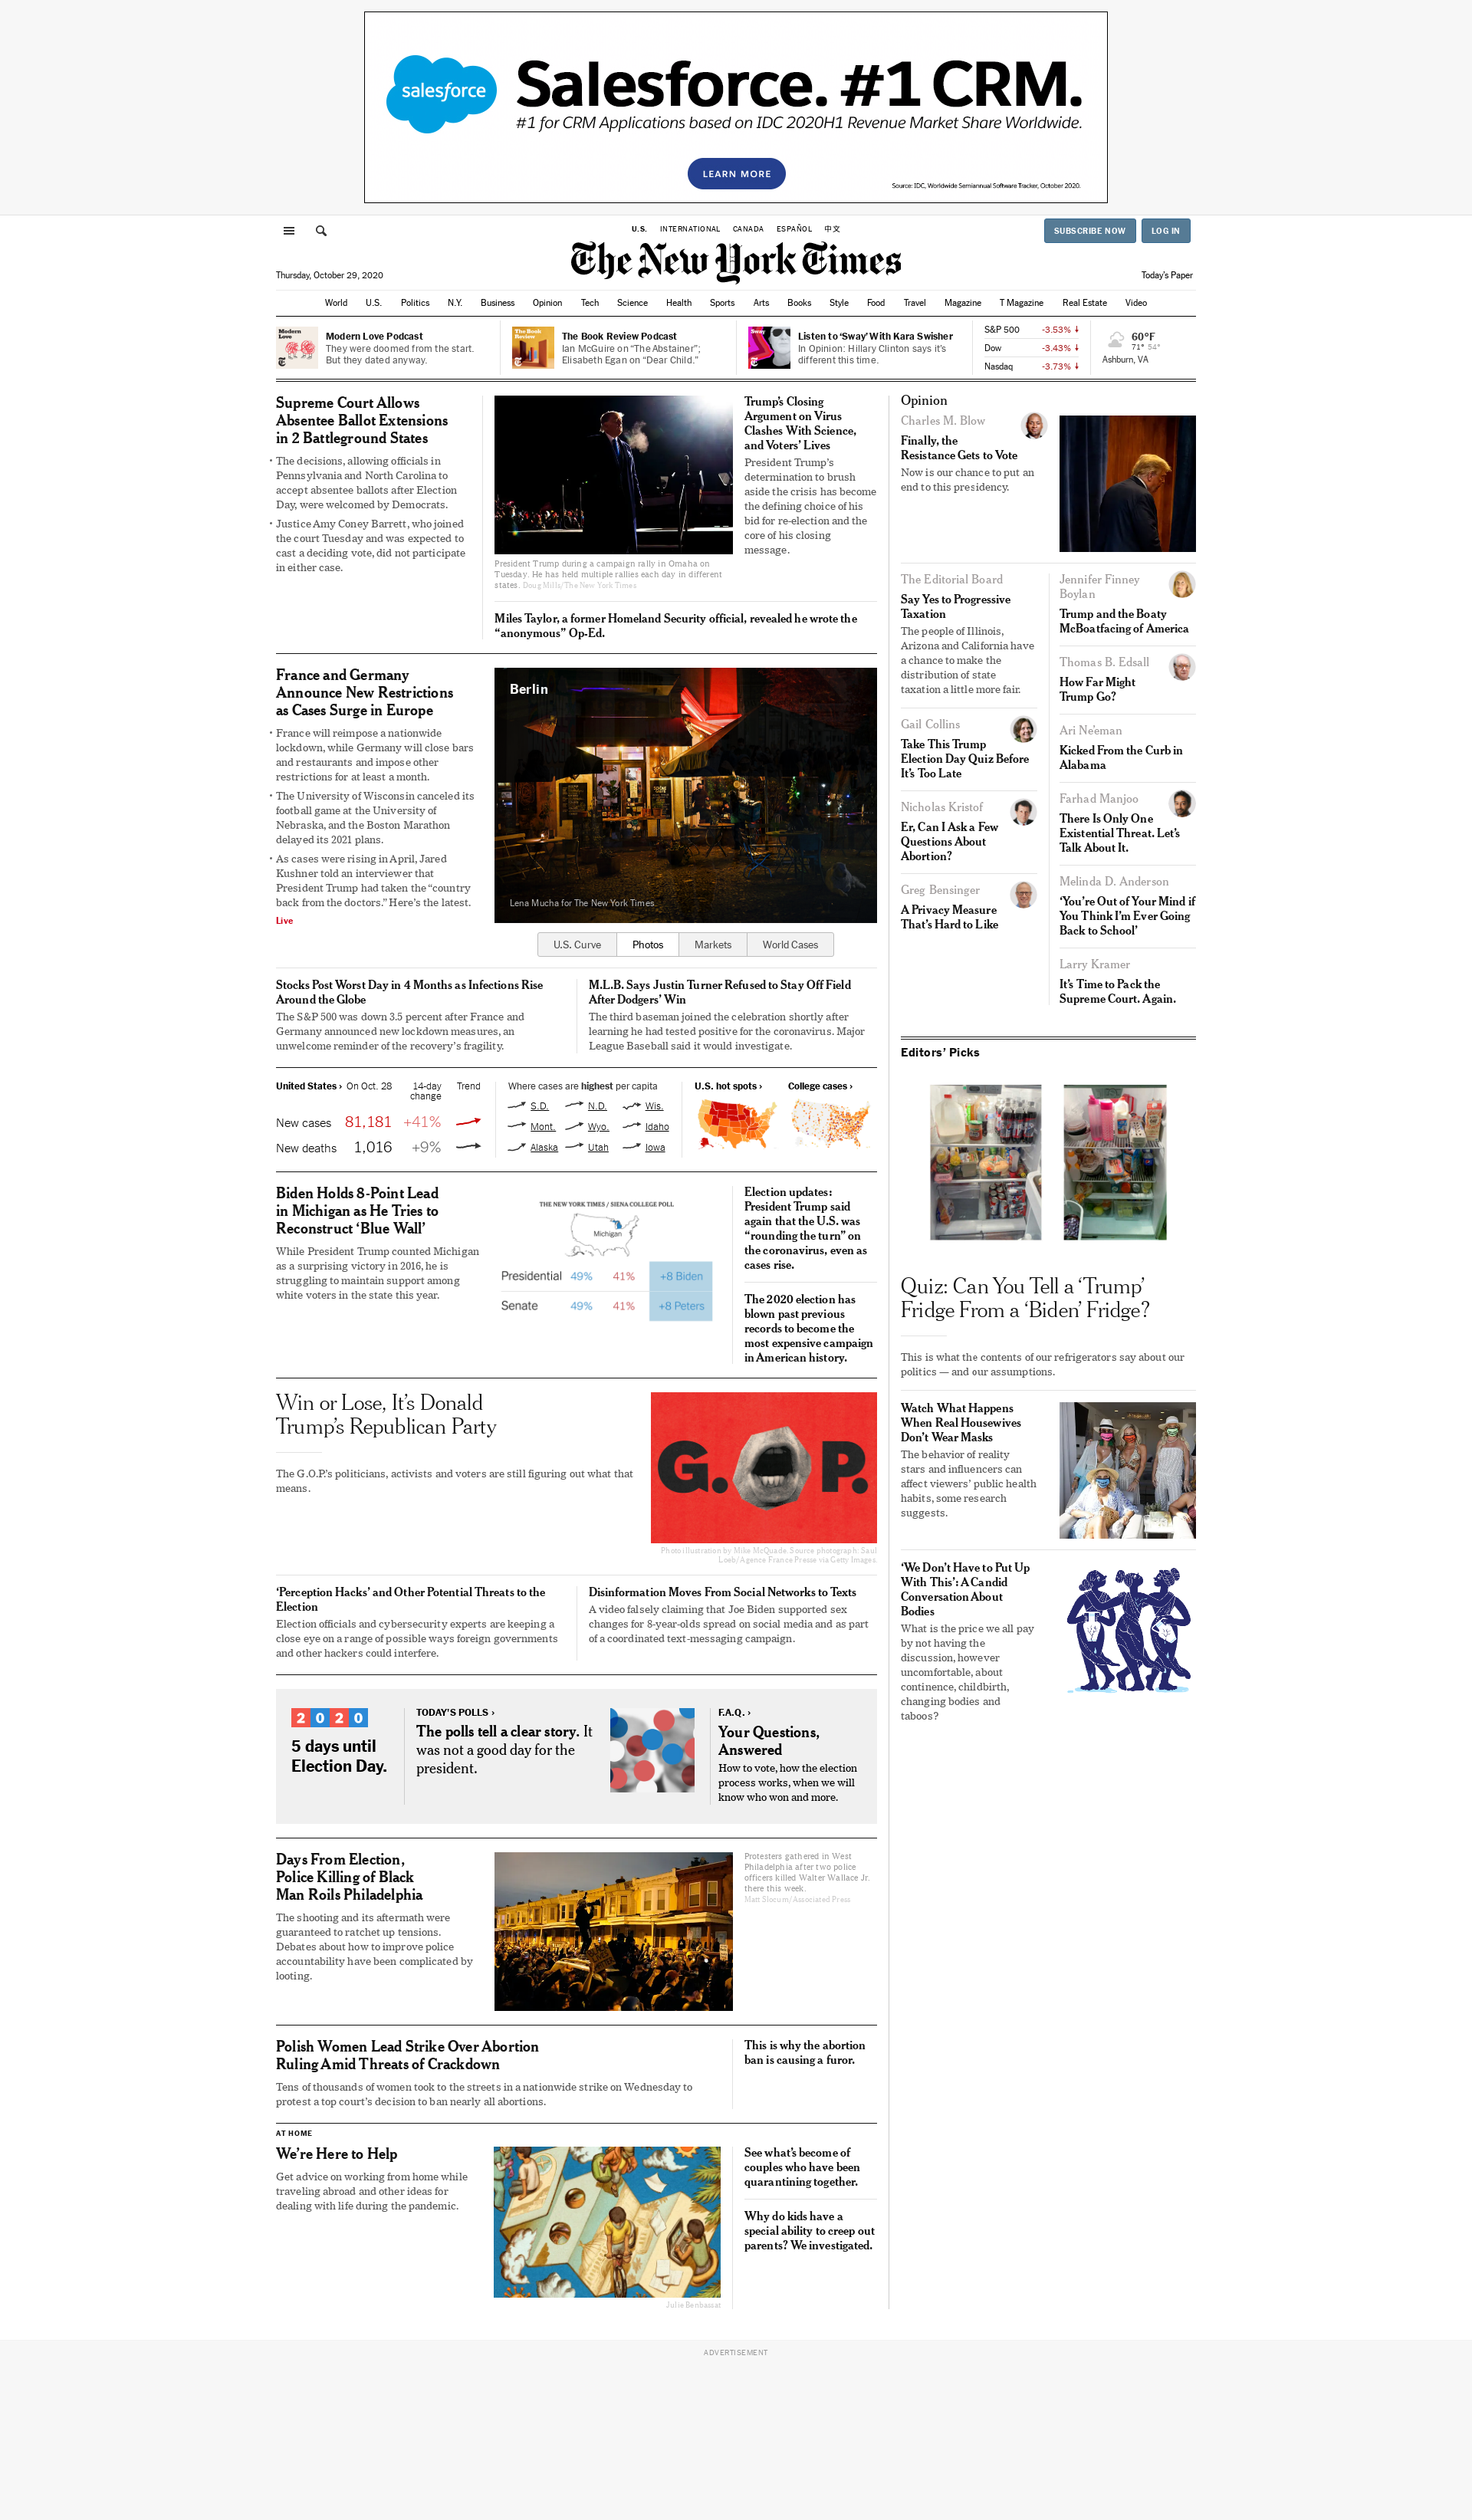 salesforce
Salesforce. #1 CRM.
#1 for CRM Applications based on IDC 2020H1 Revenue Market Share Worldwide.
LEARN MORE
Source: IDC, Worldwide Semiannual Software Tracker, October 2020.
U.S. INTERNATIONAL CANADA ESPAÑOL 中文
SUBSCRIBE NOW LOG IN
The New York Times
Thursday, October 29, 2020
Today's Paper
World U.S. Politics N.Y. Business Opinion Tech Science Health Sports Arts Books Style Food Travel Magazine T Magazine Real Estate Video
Modern Love
Modern Love Podcast
They were doomed from the start.
But they dated anyway.
The Book Review
The Book Review Podcast
Ian McGuire on “The Abstainer”;
Elisabeth Egan on “Dear Child.”
Sway
Listen to ‘Sway’ With Kara Swisher
In Opinion: Hillary Clinton says it’s
different this time.
S&P 500 -3.53%
Dow -3.43%
Nasdaq -3.73%
60°F
71° 54°
Ashburn, VA
Supreme Court Allows
Absentee Ballot Extensions
in 2 Battleground States
• The decisions, allowing officials in
Pennsylvania and North Carolina to
accept absentee ballots after Election
Day, were welcomed by Democrats.
• Justice Amy Coney Barrett, who joined
the court Tuesday and was expected to
cast a deciding vote, did not participate
in either case.
President Trump during a campaign rally in Omaha on
Tuesday. He has held multiple rallies each day in different
states. Doug Mills/The New York Times
Trump’s Closing
Argument on Virus
Clashes With Science,
and Voters’ Lives
President Trump’s
determination to brush
aside the crisis has become
the defining choice of his
bid for re-election and the
core of his closing
message.
Miles Taylor, a former Homeland Security official, revealed he wrote the
“anonymous” Op-Ed.
France and Germany
Announce New Restrictions
as Cases Surge in Europe
• France will reimpose a nationwide
lockdown, while Germany will close bars
and restaurants and impose other
restrictions for at least a month.
• The University of Wisconsin canceled its
football game at the University of
Nebraska, and the Boston Marathon
delayed its 2021 plans.
• As cases were rising in April, Jared
Kushner told an interviewer that
President Trump had taken the “country
back from the doctors.” Here’s the latest.
Live
Berlin
Lena Mucha for The New York Times
U.S. Curve Photos Markets World Cases
Stocks Post Worst Day in 4 Months as Infections Rise
Around the Globe
The S&P 500 was down 3.5 percent after France and
Germany announced new lockdown measures, an
unwelcome reminder of the recovery’s fragility.
M.L.B. Says Justin Turner Refused to Stay Off Field
After Dodgers’ Win
The third baseman joined the celebration shortly after
learning he had tested positive for the coronavirus. Major
League Baseball said it would investigate.
United States › On Oct. 28 14-day
change Trend
New cases 81,181 +41%
New deaths 1,016 +9%
Where cases are highest per capita
S.D. N.D. Wis.
Mont. Wyo. Idaho
Alaska Utah Iowa
U.S. hot spots › College cases ›
Biden Holds 8-Point Lead
in Michigan as He Tries to
Reconstruct ‘Blue Wall’
While President Trump counted Michigan
as a surprising victory in 2016, he is
struggling to maintain support among
white voters in the state this year.
THE NEW YORK TIMES / SIENA COLLEGE POLL
Michigan
Presidential 49% 41% +8 Biden
Senate 49% 41% +8 Peters
Election updates:
President Trump said
again that the U.S. was
“rounding the turn” on
the coronavirus, even as
cases rise.
The 2020 election has
blown past previous
records to become the
most expensive campaign
in American history.
Win or Lose, It’s Donald
Trump’s Republican Party
The G.O.P.’s politicians, activists and voters are still figuring out what that
means.
G.O.P.
Photo illustration by Mike McQuade. Source photograph: Saul
Loeb/Agence France Presse via Getty Images.
‘Perception Hacks’ and Other Potential Threats to the
Election
Election officials and cybersecurity experts are keeping a
close eye on a range of possible ways foreign governments
and other hackers could interfere.
Disinformation Moves From Social Networks to Texts
A video falsely claiming that Joe Biden supported sex
changes for 8-year-olds spread on social media and as part
of a coordinated text-messaging campaign.
2020
5 days until
Election Day.
TODAY’S POLLS ›
The polls tell a clear story. It
was not a good day for the
president.
F.A.Q. ›
Your Questions,
Answered
How to vote, how the election
process works, when we will
know who won and more.
Days From Election,
Police Killing of Black
Man Roils Philadelphia
The shooting and its aftermath were
guaranteed to ratchet up tensions.
Debates about how to improve police
accountability have been complicated by
looting.
Protesters gathered in West
Philadelphia after two police
officers killed Walter Wallace Jr.
there this week.
Matt Slocum/Associated Press
Polish Women Lead Strike Over Abortion
Ruling Amid Threats of Crackdown
Tens of thousands of women took to the streets in a nationwide strike on Wednesday to
protest a top court’s decision to ban nearly all abortions.
This is why the abortion
ban is causing a furor.
AT HOME
We’re Here to Help
Get advice on working from home while
traveling abroad and other ideas for
dealing with life during the pandemic.
Julie Benbassat
See what’s become of
couples who have been
quarantining together.
Why do kids have a
special ability to creep out
parents? We investigated.
Opinion
Charles M. Blow
Finally, the
Resistance Gets to Vote
Now is our chance to put an
end to this presidency.
The Editorial Board
Say Yes to Progressive
Taxation
The people of Illinois,
Arizona and California have
a chance to make the
distribution of state
taxation a little more fair.
Gail Collins
Take This Trump
Election Day Quiz Before
It’s Too Late
Nicholas Kristof
Er, Can I Ask a Few
Questions About
Abortion?
Greg Bensinger
A Privacy Measure
That’s Hard to Like
Jennifer Finney
Boylan
Trump and the Boaty
McBoatfacing of America
Thomas B. Edsall
How Far Might
Trump Go?
Ari Ne’eman
Kicked From the Curb in
Alabama
Farhad Manjoo
There Is Only One
Existential Threat. Let’s
Talk About It.
Melinda D. Anderson
‘You’re Out of Your Mind if
You Think I’m Ever Going
Back to School’
Larry Kramer
It’s Time to Pack the
Supreme Court. Again.
Editors’ Picks
Quiz: Can You Tell a ‘Trump’
Fridge From a ‘Biden’ Fridge?
This is what the contents of our refrigerators say about our
politics — and our assumptions.
Watch What Happens
When Real Housewives
Don’t Wear Masks
The behavior of reality
stars and influencers can
affect viewers’ public health
habits, some research
suggests.
‘We Don’t Have to Put Up
With This’: A Candid
Conversation About
Bodies
What is the price we all pay
by not having the
discussion, however
uncomfortable, about
continence, childbirth,
changing bodies and
taboos?
ADVERTISEMENT